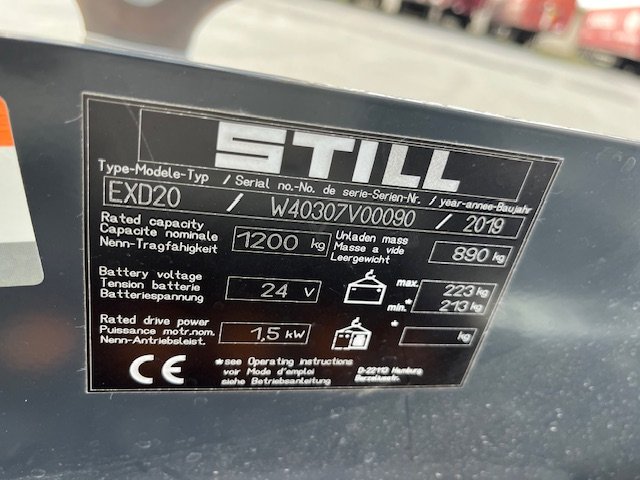 STILL
Type-Modele-Typ / Serial no.-No. de serie-Serien-Nr. / year-annee-Baujahr
EXD20 / W40307V00090 / 2019
Rated capacity
Capacite nominale
Nenn-Tragfähigkeit
1200 kg
Unladen mass
Masse a vide
Leergewicht
890 kg
Battery voltage
Tension batterie
Batteriespannung
24 V
max. 223 kg
min.* 213 kg
Rated drive power
Puissance motr.nom.
Nenn-Antriebsleist.
1,5 kW
* kg
CE
*see Operating instructions
voir Mode d'emploi
siehe Betriebsanleitung
D-22113 Hamburg
Berzeliusstr.